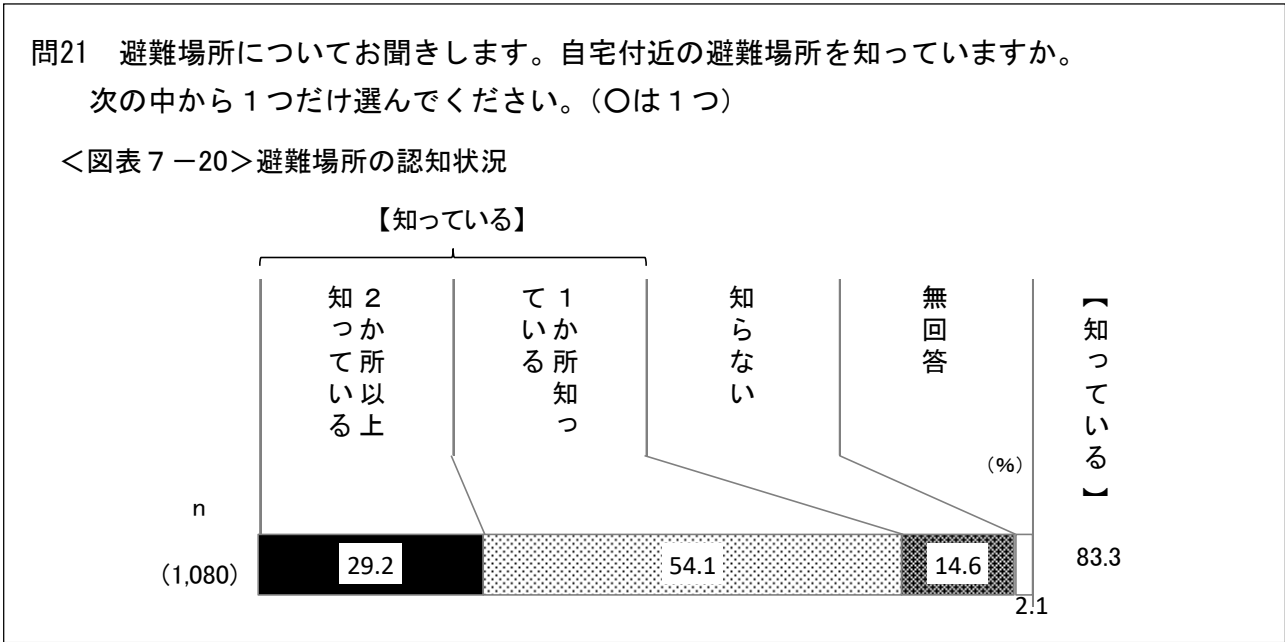 問21　避難場所についてお聞きします。自宅付近の避難場所を知っていますか。
次の中から１つだけ選んでください。（〇は１つ）
＜図表７－20＞避難場所の認知状況
【知っている】
２か所以上
知っている
１か所知っ
ている
知らない
無回答
【知っている】
（%）
n
(1,080)
29.2
54.1
14.6
2.1
83.3